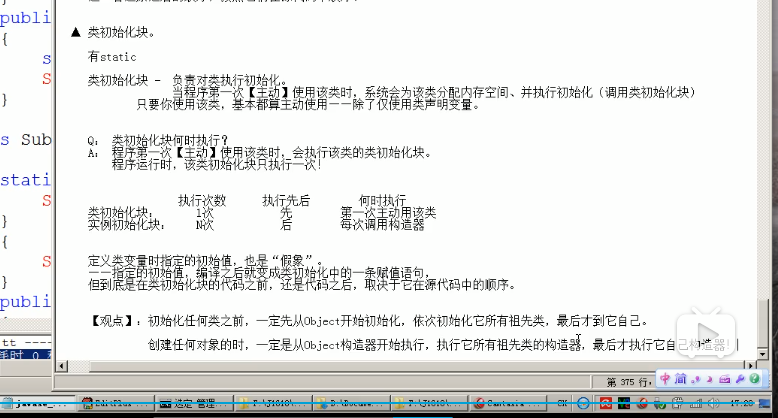 publi
{
s
S
}
s Sub
stati
S
}
{
S
}
public
▲ 类初始化块。
有static
类初始化块 - 负责对类执行初始化。
当程序第一次【主动】使用该类时，系统会为该类分配内存空间、并执行初始化（调用类初始化块）
只要你使用该类，基本都算主动使用——除了仅使用类声明变量。
Q： 类初始化块何时执行？
A： 程序第一次【主动】使用该类时，会执行该类的类初始化块。
程序运行时，该类初始化块只执行一次！
执行次数 执行先后 何时执行
类初始化块： 1次 先 第一次主动用该类
实例初始化块： N次 后 每次调用构造器
定义类变量时指定的初始值，也是“假象”。
——指定的初始值，编译之后就变成类初始化中的一条赋值语句，
但到底是在类初始化块的代码之前，还是代码之后，取决于它在源代码中的顺序。
【观点】：初始化任何类之前，一定先从Object开始初始化，依次初始化它所有祖先类，最后才到它自己。
创建任何对象的时，一定是从Object构造器开始执行，执行它所有祖先类的构造器，最后才执行它自己构造器！
tt ----
耗时 0
第 375 行，
中 简
javase_...
EditPlus
选定 管理...
F:\J1610...
D:\Docume...
F:\J1610...
Camtasia ...
CH
17:20